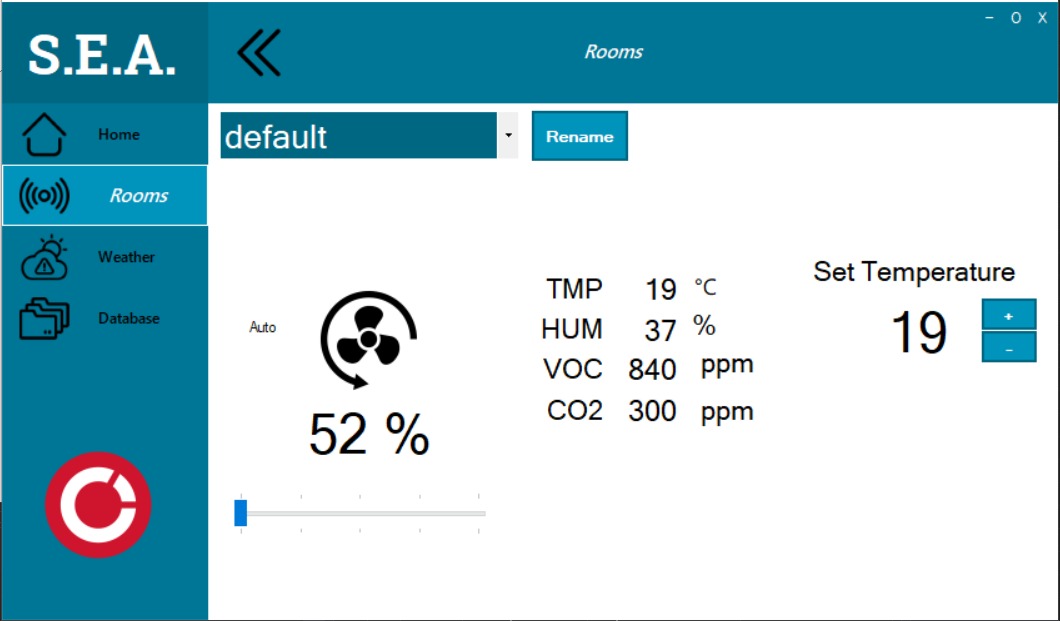 – O X
S.E.A.
Rooms
Home
default
Rename
Rooms
Weather
Database
Auto
52 %
TMP 19 °C
HUM 37 %
VOC 840 ppm
CO2 300 ppm
Set Temperature
19
+
–